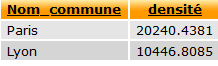 Nom_commune densité
Paris 20240.4381
Lyon 10446.8085